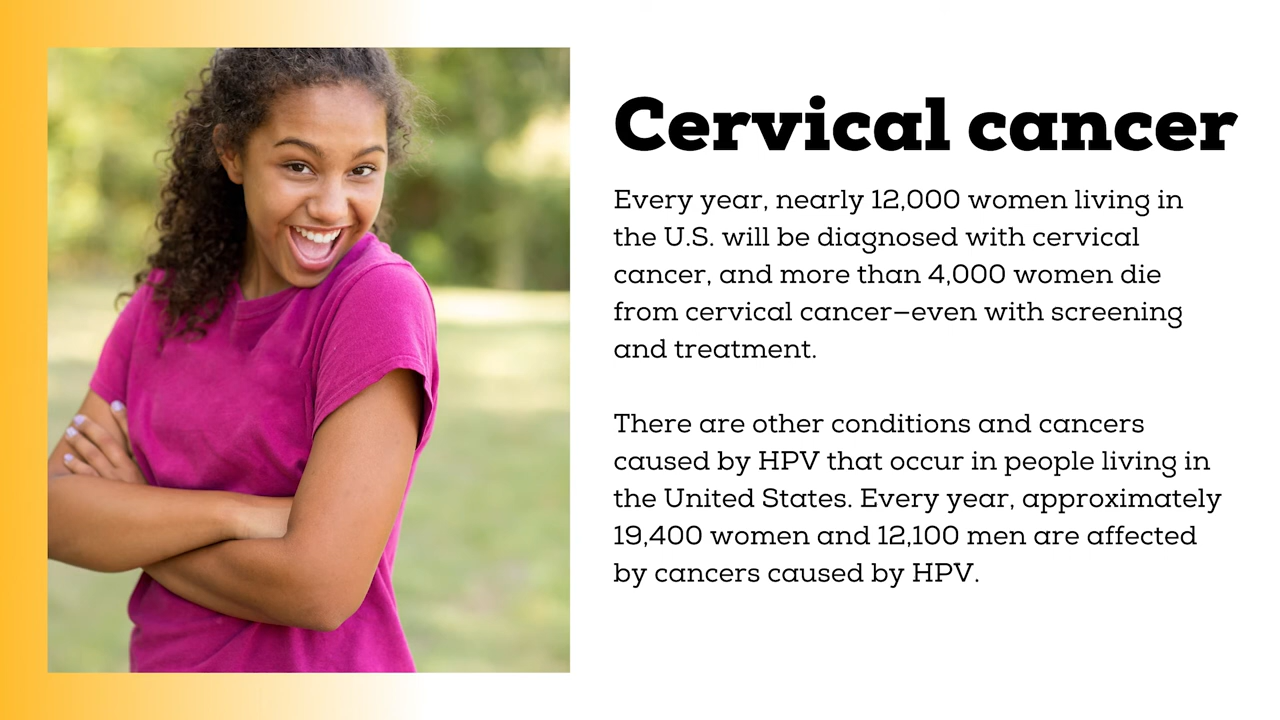 Cervical cancer
Every year, nearly 12,000 women living in
the U.S. will be diagnosed with cervical
cancer, and more than 4,000 women die
from cervical cancer—even with screening
and treatment.
There are other conditions and cancers
caused by HPV that occur in people living in
the United States. Every year, approximately
19,400 women and 12,100 men are affected
by cancers caused by HPV.